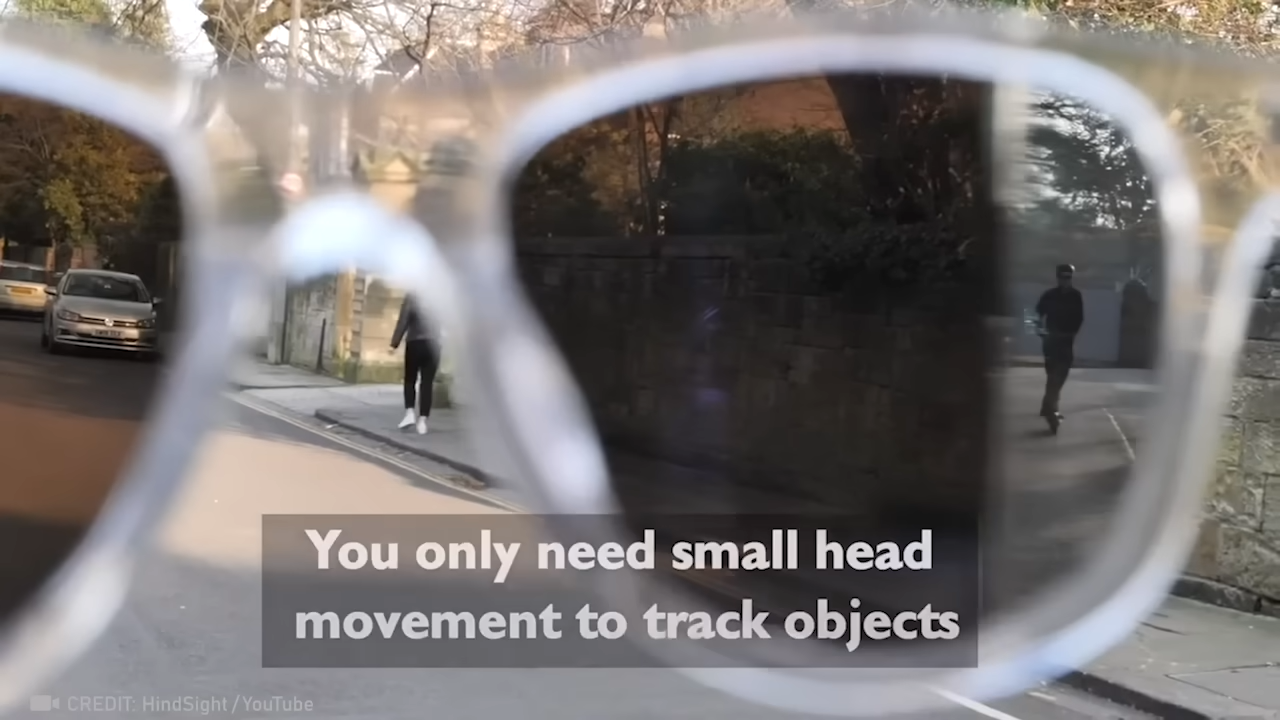 You only need small head
movement to track objects
CREDIT: HindSight / YouTube